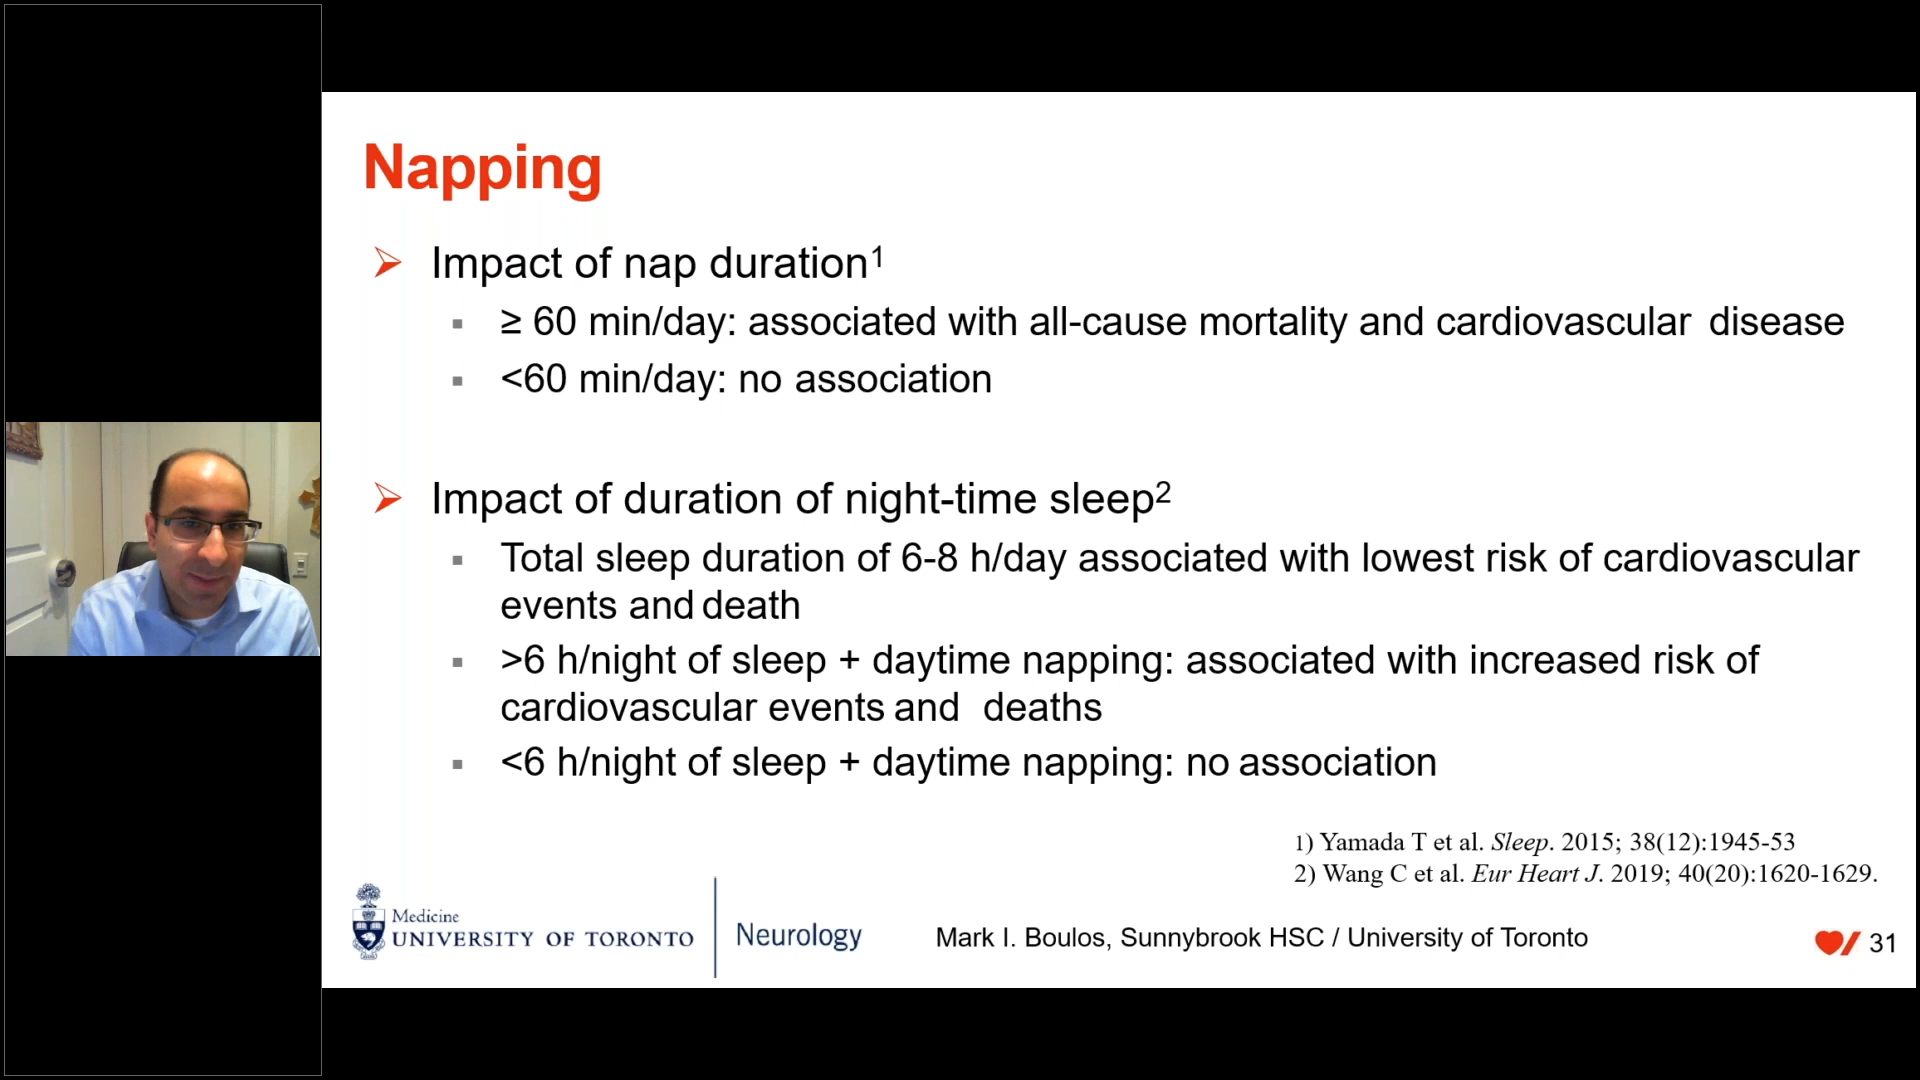 Napping
Impact of nap duration1
≥ 60 min/day: associated with all-cause mortality and cardiovascular disease
<60 min/day: no association
Impact of duration of night-time sleep2
Total sleep duration of 6-8 h/day associated with lowest risk of cardiovascular
events and death
>6 h/night of sleep + daytime napping: associated with increased risk of
cardiovascular events and deaths
<6 h/night of sleep + daytime napping: no association
1) Yamada T et al. Sleep. 2015; 38(12):1945-53
2) Wang C et al. Eur Heart J. 2019; 40(20):1620-1629.
Medicine
UNIVERSITY OF TORONTO
Neurology
Mark I. Boulos, Sunnybrook HSC / University of Toronto
31